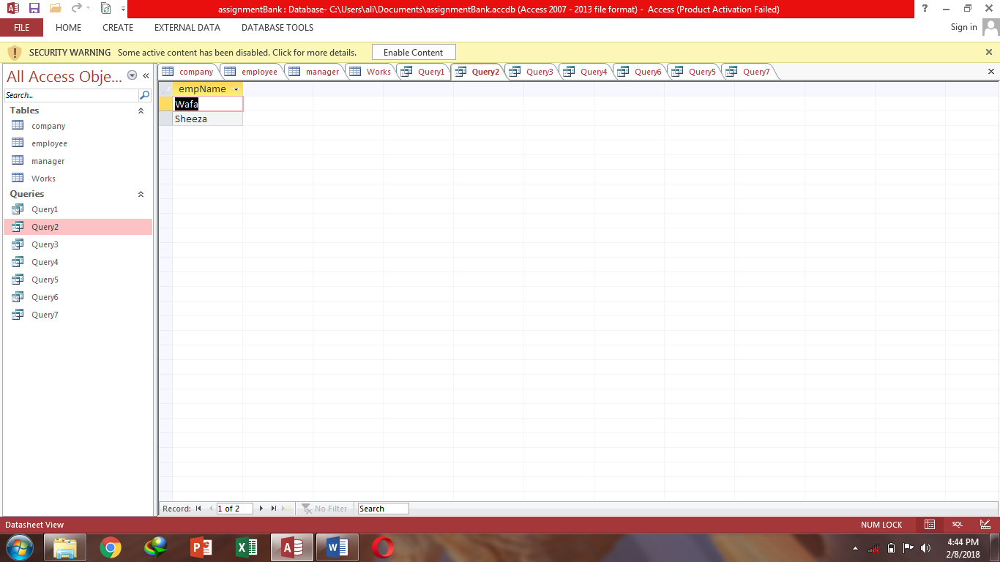 assignmentBank : Database- C:\Users\ali\Documents\assignmentBank.accdb (Access 2007 - 2013 file format) - Access (Product Activation Failed)
FILE HOME CREATE EXTERNAL DATA DATABASE TOOLS Sign in
SECURITY WARNING Some active content has been disabled. Click for more details. Enable Content
All Access Obje...
Search...
Tables
company
employee
manager
Works
Queries
Query1
Query2
Query3
Query4
Query5
Query6
Query7
company employee manager Works Query1 Query2 Query3 Query4 Query6 Query5 Query7
empName
Wafa
Sheeza
Record: 1 of 2 No Filter Search
Datasheet View NUM LOCK SQL
4:44 PM
2/8/2018